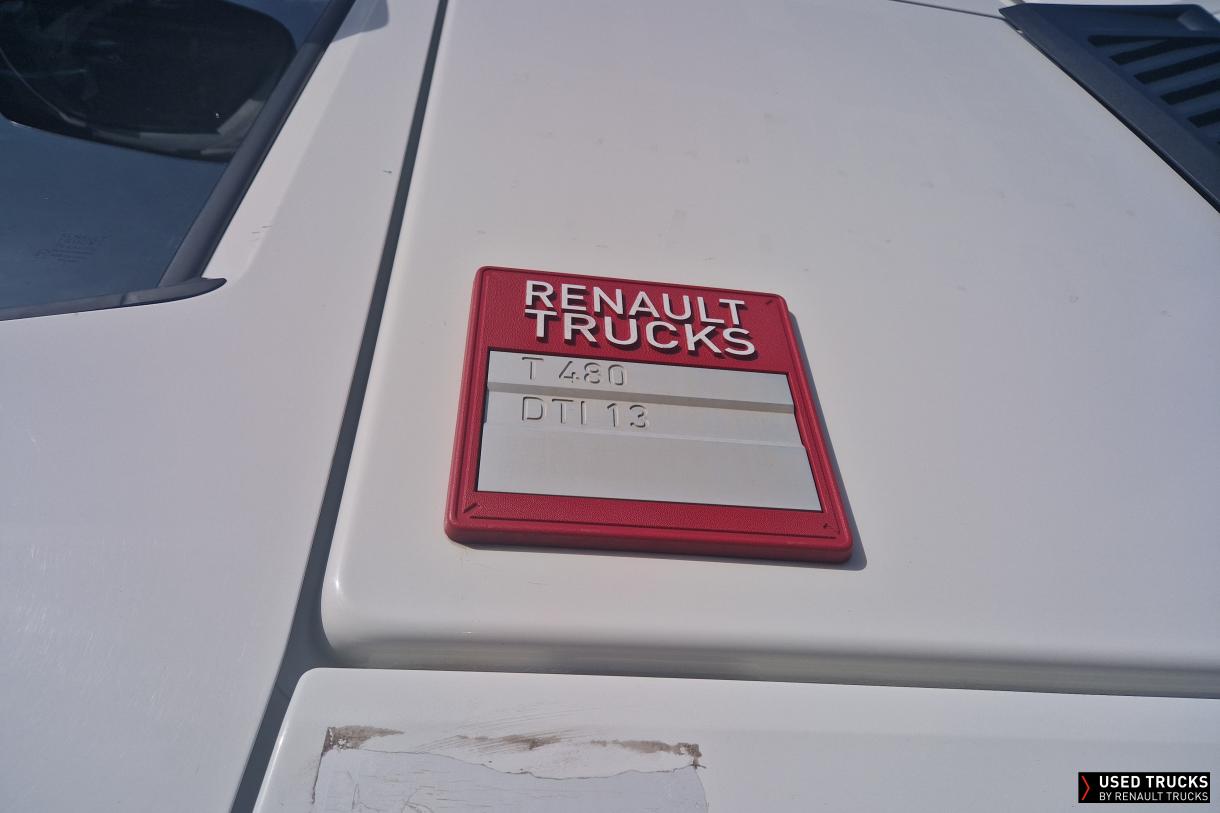 RENAULT
TRUCKS
T 480
DTI 13
USED TRUCKS
BY RENAULT TRUCKS